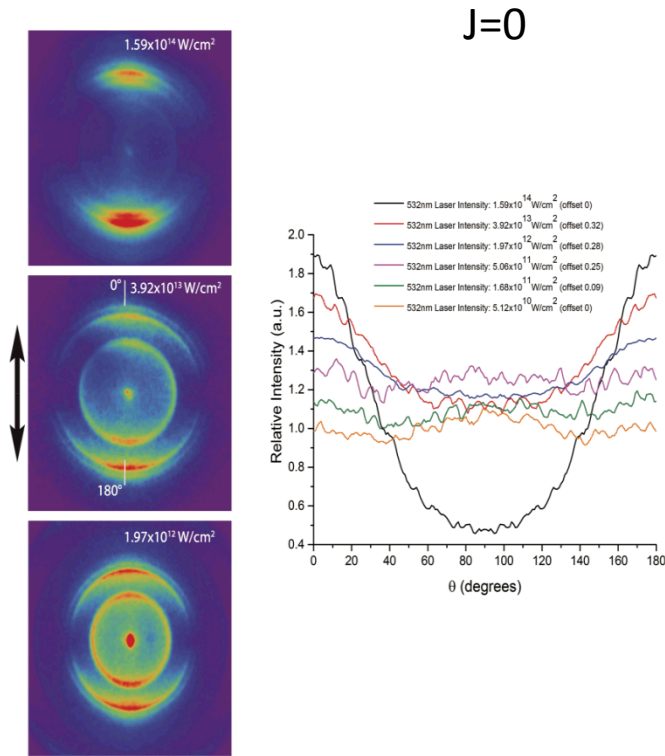 J=0
1.59x10¹⁴ W/cm²
0°
3.92x10¹³ W/cm²
180°
1.97x10¹² W/cm²
532nm Laser Intensity: 1.59x10¹⁴W/cm² (offset 0)
532nm Laser Intensity: 3.92x10¹³W/cm² (offset 0.32)
532nm Laser Intensity: 1.97x10¹²W/cm² (offset 0.28)
532nm Laser Intensity: 5.06x10¹¹W/cm² (offset 0.25)
532nm Laser Intensity: 1.68x10¹¹W/cm² (offset 0.09)
532nm Laser Intensity: 5.12x10¹⁰W/cm² (offset 0)
Relative Intensity (a.u.)
2.0
1.8
1.6
1.4
1.2
1.0
0.8
0.6
0.4
0 20 40 60 80 100 120 140 160 180
θ (degrees)